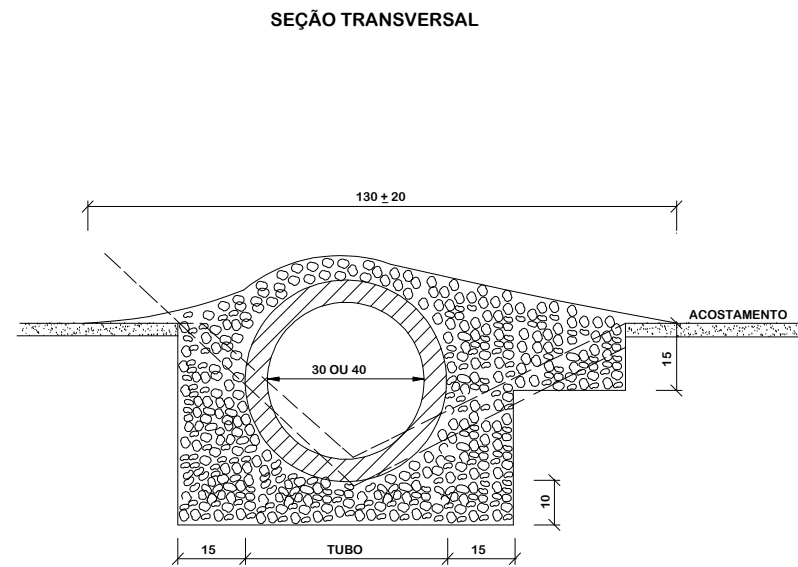 SEÇÃO TRANSVERSAL
130 ± 20
ACOSTAMENTO
30 OU 40
15
10
15 TUBO 15